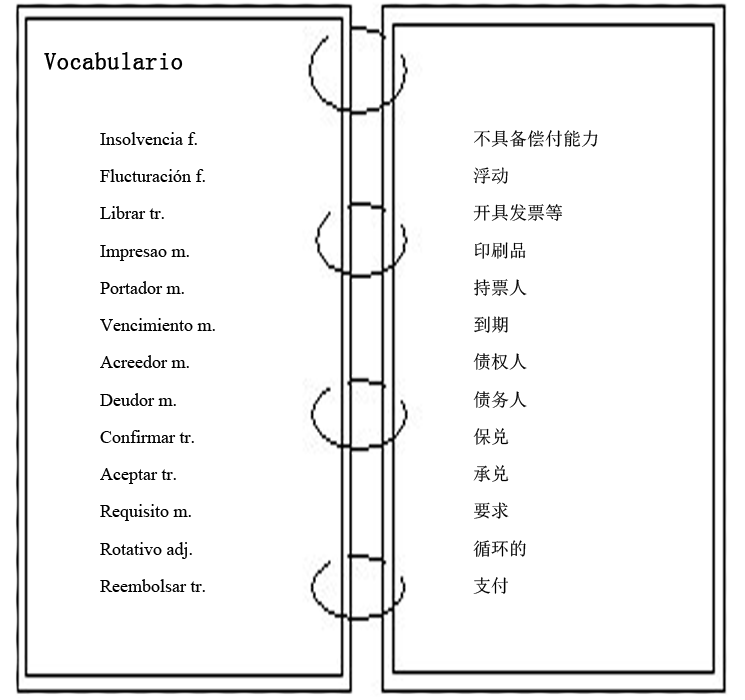 Vocabulario
Insolvencia f. 不具备偿付能力
Flucturación f. 浮动
Librar tr. 开具发票等
Impresao m. 印刷品
Portador m. 持票人
Vencimiento m. 到期
Acreedor m. 债权人
Deudor m. 债务人
Confirmar tr. 保兑
Aceptar tr. 承兑
Requisito m. 要求
Rotativo adj. 循环的
Reembolsar tr. 支付